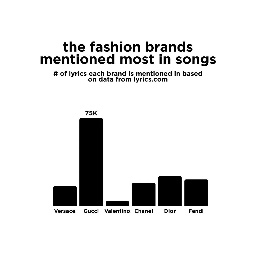 the fashion brands
mentioned most in songs
# of lyrics each brand is mentioned in based
on data from lyrics.com
75K
Versace Gucci Valentino Chanel Dior Fendi